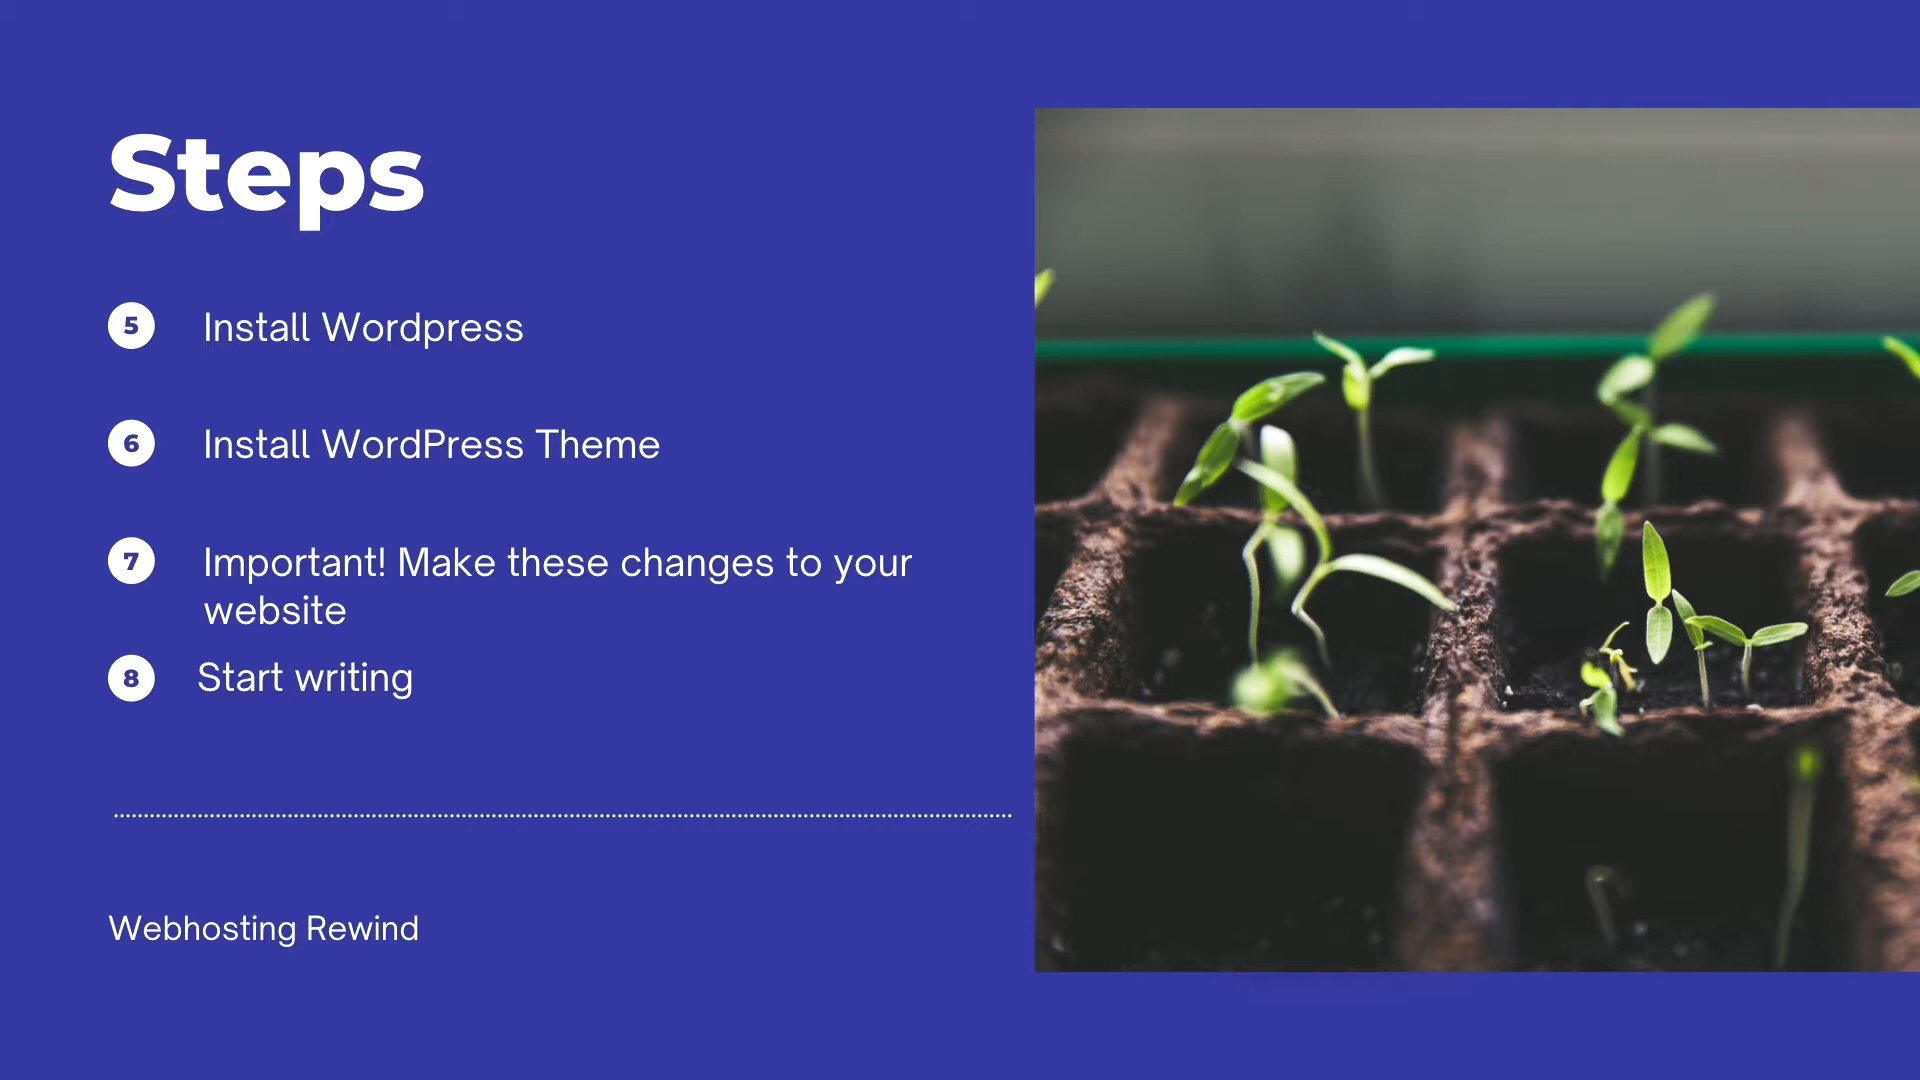 Steps
5 Install Wordpress
6 Install WordPress Theme
7 Important! Make these changes to your
website
8 Start writing
Webhosting Rewind